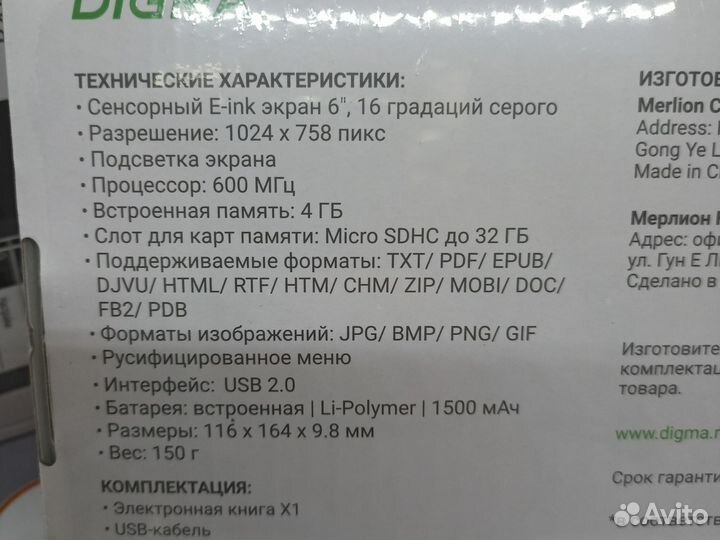 DIGMA
ТЕХНИЧЕСКИЕ ХАРАКТЕРИСТИКИ:
• Сенсорный E-ink экран 6", 16 градаций серого
• Разрешение: 1024 х 758 пикс
• Подсветка экрана
• Процессор: 600 МГц
• Встроенная память: 4 ГБ
• Слот для карт памяти: Micro SDHC до 32 ГБ
• Поддерживаемые форматы: TXT/ PDF/ EPUB/
DJVU/ HTML/ RTF/ HTM/ CHM/ ZIP/ MOBI/ DOC/
FB2/ PDB
• Форматы изображений: JPG/ BMP/ PNG/ GIF
• Русифицированное меню
• Интерфейс: USB 2.0
• Батарея: встроенная | Li-Polymer | 1500 мАч
• Размеры: 116 х 164 х 9.8 мм
• Вес: 150 г
КОМПЛЕКТАЦИЯ:
• Электронная книга X1
• USB-кабель
ИЗГОТОВ
Merlion C
Address:
Gong Ye L
Made in C
Мерлион
Адрес: оф
ул. Гун Е Л
Сделано в
Изготовите
комплектац
товара.
www.digma.r
Срок гаранти
*в соответств
Avito